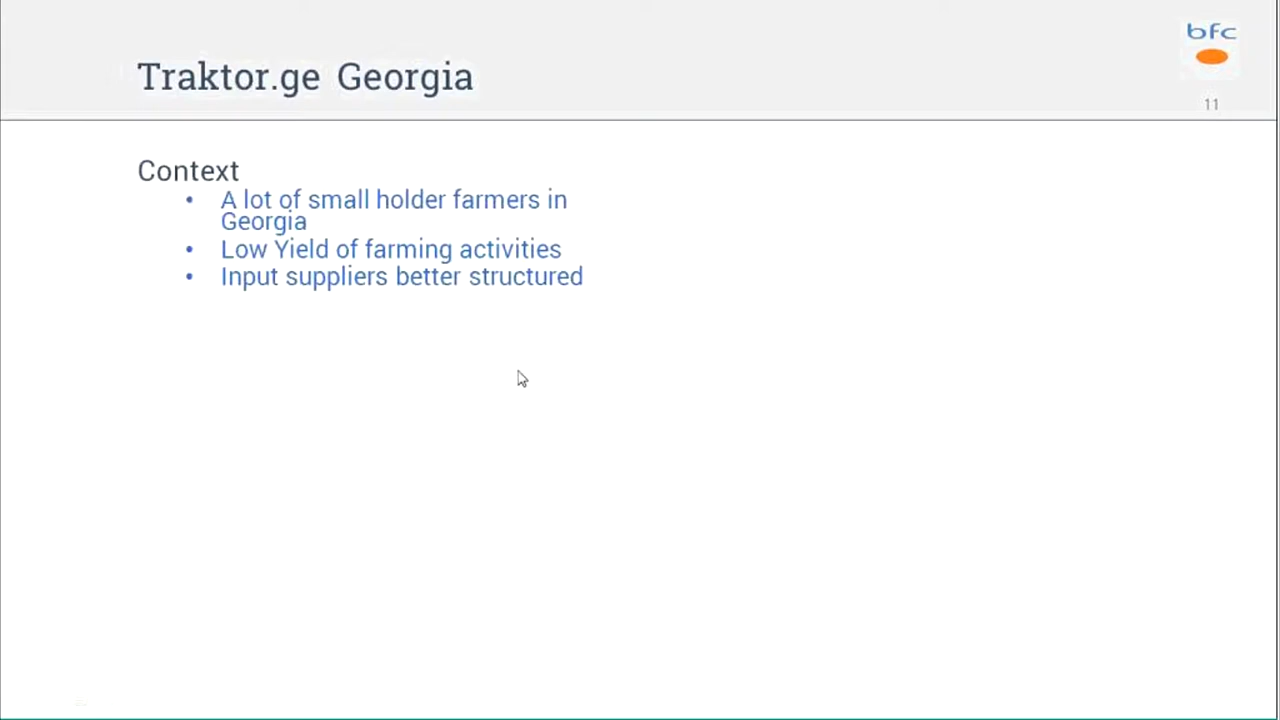 bfc
Traktor.ge Georgia
11
Context
• A lot of small holder farmers in
Georgia
• Low Yield of farming activities
• Input suppliers better structured